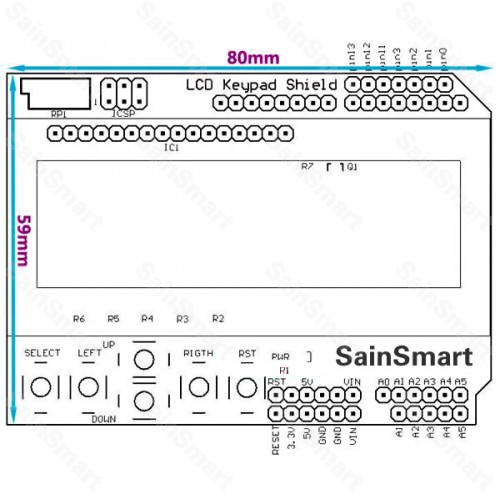 80mm
Pin13 Pin12 Pin11 Pin3 Pin2 Pin1 Pin0
LCD Keypad Shield
RP1
1
ICSP
IC1
R7 Q1
59mm
R6 R5 R4 R3 R2
UP
SELECT LEFT RIGTH RST PWR
SainSmart
R1
RST 5V VIN A0 A1 A2 A3 A4 A5
DOWN
RESET 3.3V 5V GND GND VIN A1 A2 A3 A4 A5